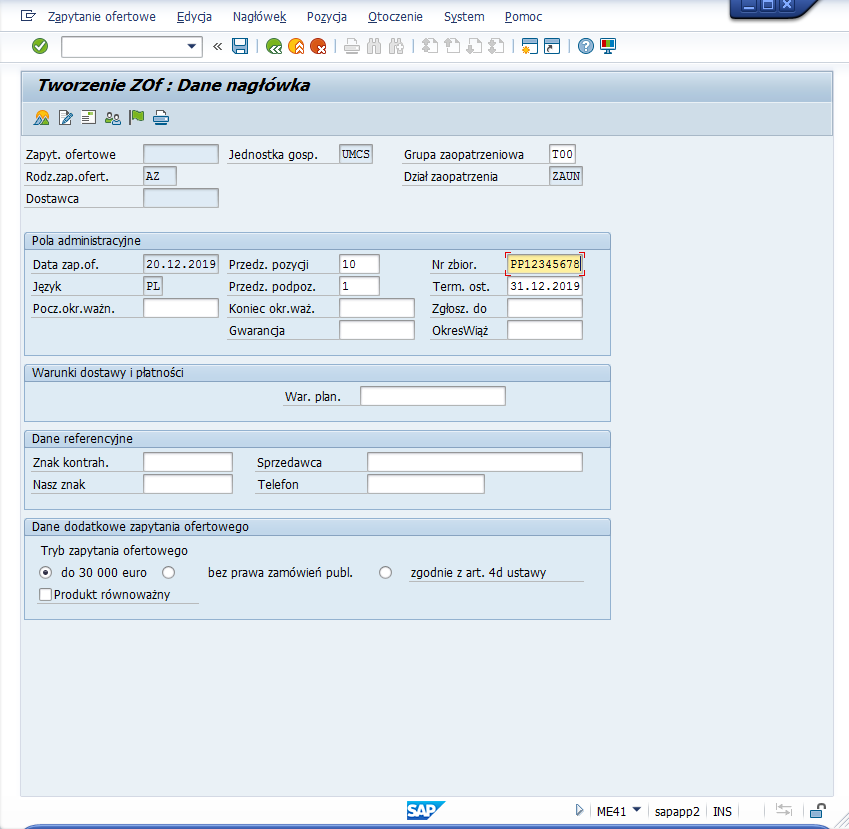 Zapytanie ofertowe Edycja Nagłówek Pozycja Otoczenie System Pomoc
Tworzenie ZOf : Dane nagłówka
Zapyt. ofertowe Jednostka gosp. UMCS Grupa zaopatrzeniowa T00
Rodz.zap.ofert. AZ Dział zaopatrzenia ZAUN
Dostawca
Pola administracyjne
Data zap.of. 20.12.2019 Przedz. pozycji 10 Nr zbior. PP12345678
Język PL Przedz. podpoz. 1 Term. ost. 31.12.2019
Pocz.okr.ważn. Koniec okr.waż. Zgłosz. do
Gwarancja OkresWiąż
Warunki dostawy i płatności
War. plan.
Dane referencyjne
Znak kontrah. Sprzedawca
Nasz znak Telefon
Dane dodatkowe zapytania ofertowego
Tryb zapytania ofertowego
do 30 000 euro bez prawa zamówień publ. zgodnie z art. 4d ustawy
Produkt równoważny
SAP ME41 sapapp2 INS